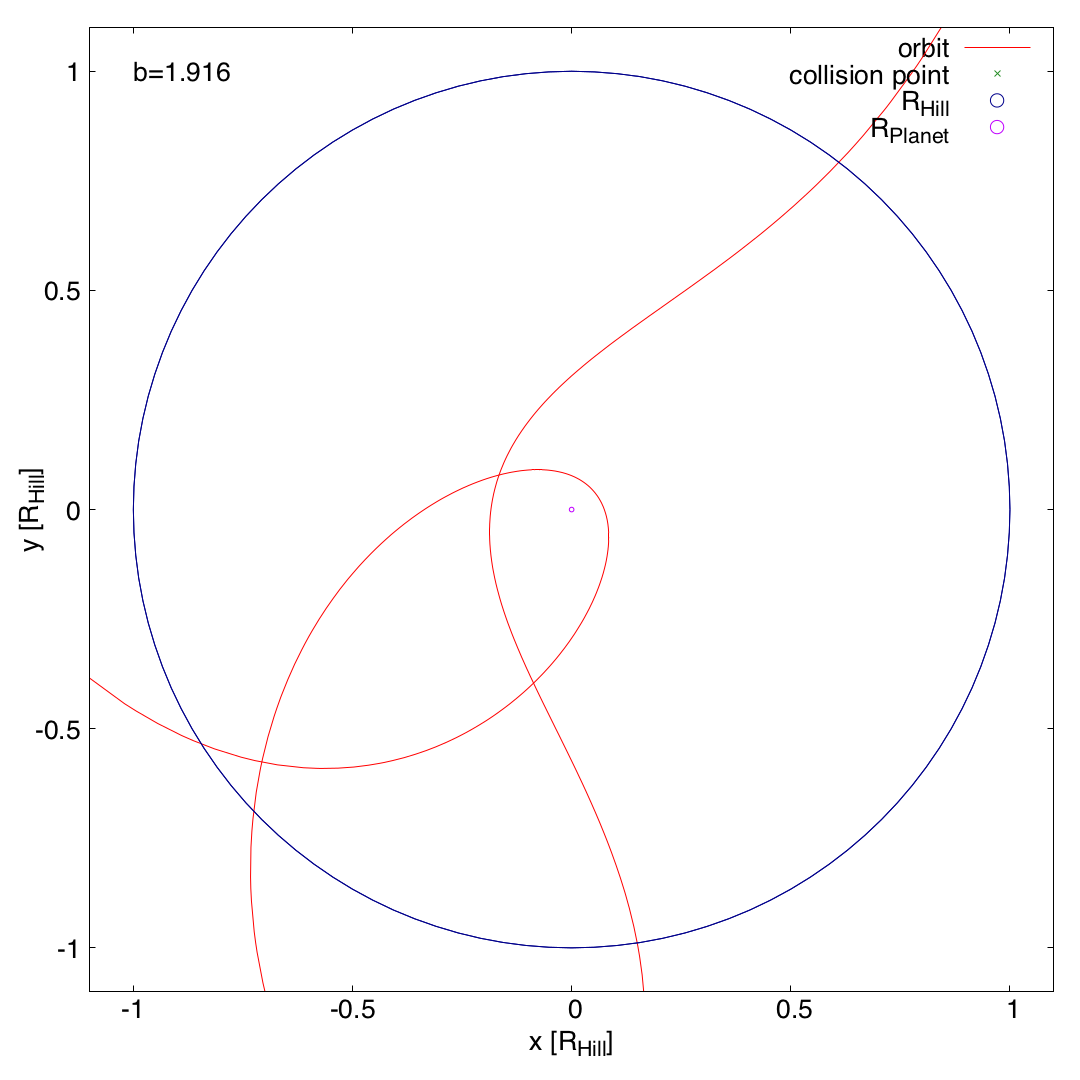 b=1.916
orbit
collision point
R_Hill
R_Planet
1
0.5
0
-0.5
-1
y [R_Hill]
-1
-0.5
0
0.5
1
x [R_Hill]